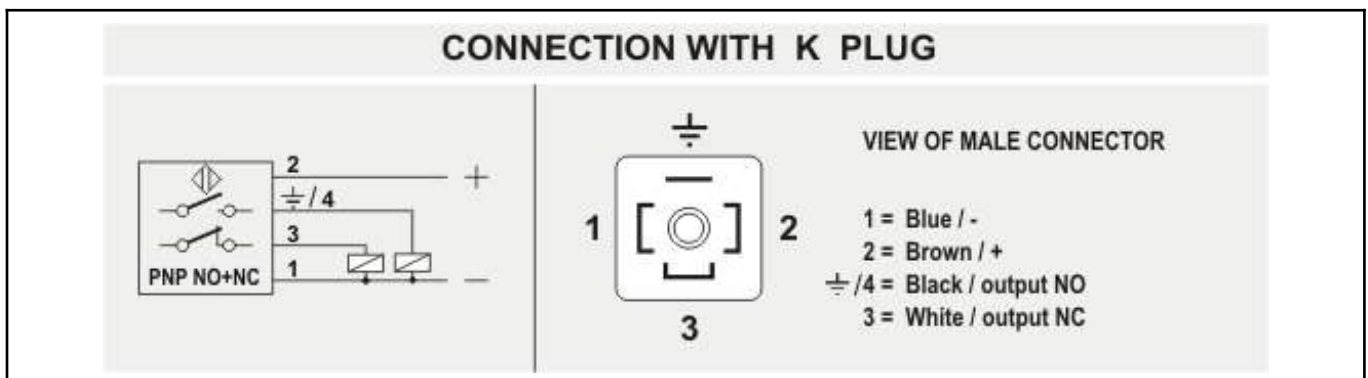 CONNECTION WITH K PLUG
2
+
⏚/ 4
3
1
−
PNP NO+NC
⏚
1
2
3
VIEW OF MALE CONNECTOR
1 = Blue / -
2 = Brown / +
⏚/4 = Black / output NO
3 = White / output NC